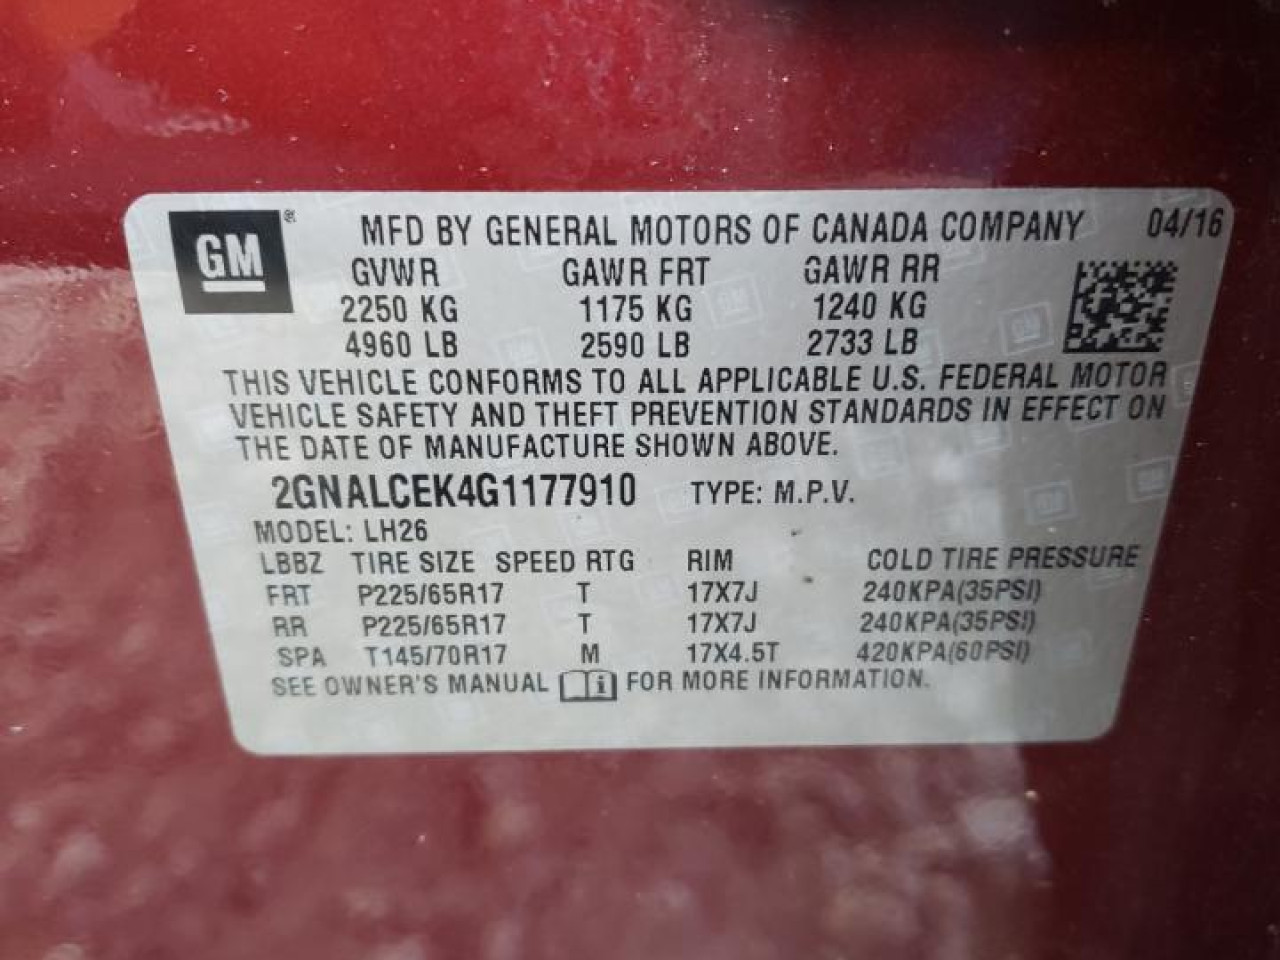 GM ® MFD BY GENERAL MOTORS OF CANADA COMPANY 04/16
GVWR GAWR FRT GAWR RR
2250 KG 1175 KG 1240 KG
4960 LB 2590 LB 2733 LB
THIS VEHICLE CONFORMS TO ALL APPLICABLE U.S. FEDERAL MOTOR
VEHICLE SAFETY AND THEFT PREVENTION STANDARDS IN EFFECT ON
THE DATE OF MANUFACTURE SHOWN ABOVE.
2GNALCEK4G1177910 TYPE: M.P.V.
MODEL: LH26
LBBZ TIRE SIZE SPEED RTG RIM COLD TIRE PRESSURE
FRT P225/65R17 T 17X7J 240KPA(35PSI)
RR P225/65R17 T 17X7J 240KPA(35PSI)
SPA T145/70R17 M 17X4.5T 420KPA(60PSI)
SEE OWNER'S MANUAL i FOR MORE INFORMATION.